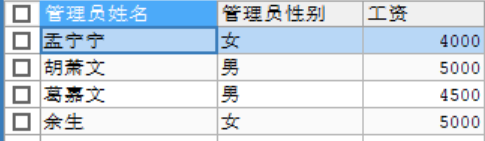 管理员姓名 管理员性别 工资
孟宁宁 女 4000
胡萧文 男 5000
葛嘉文 男 4500
余生 女 5000